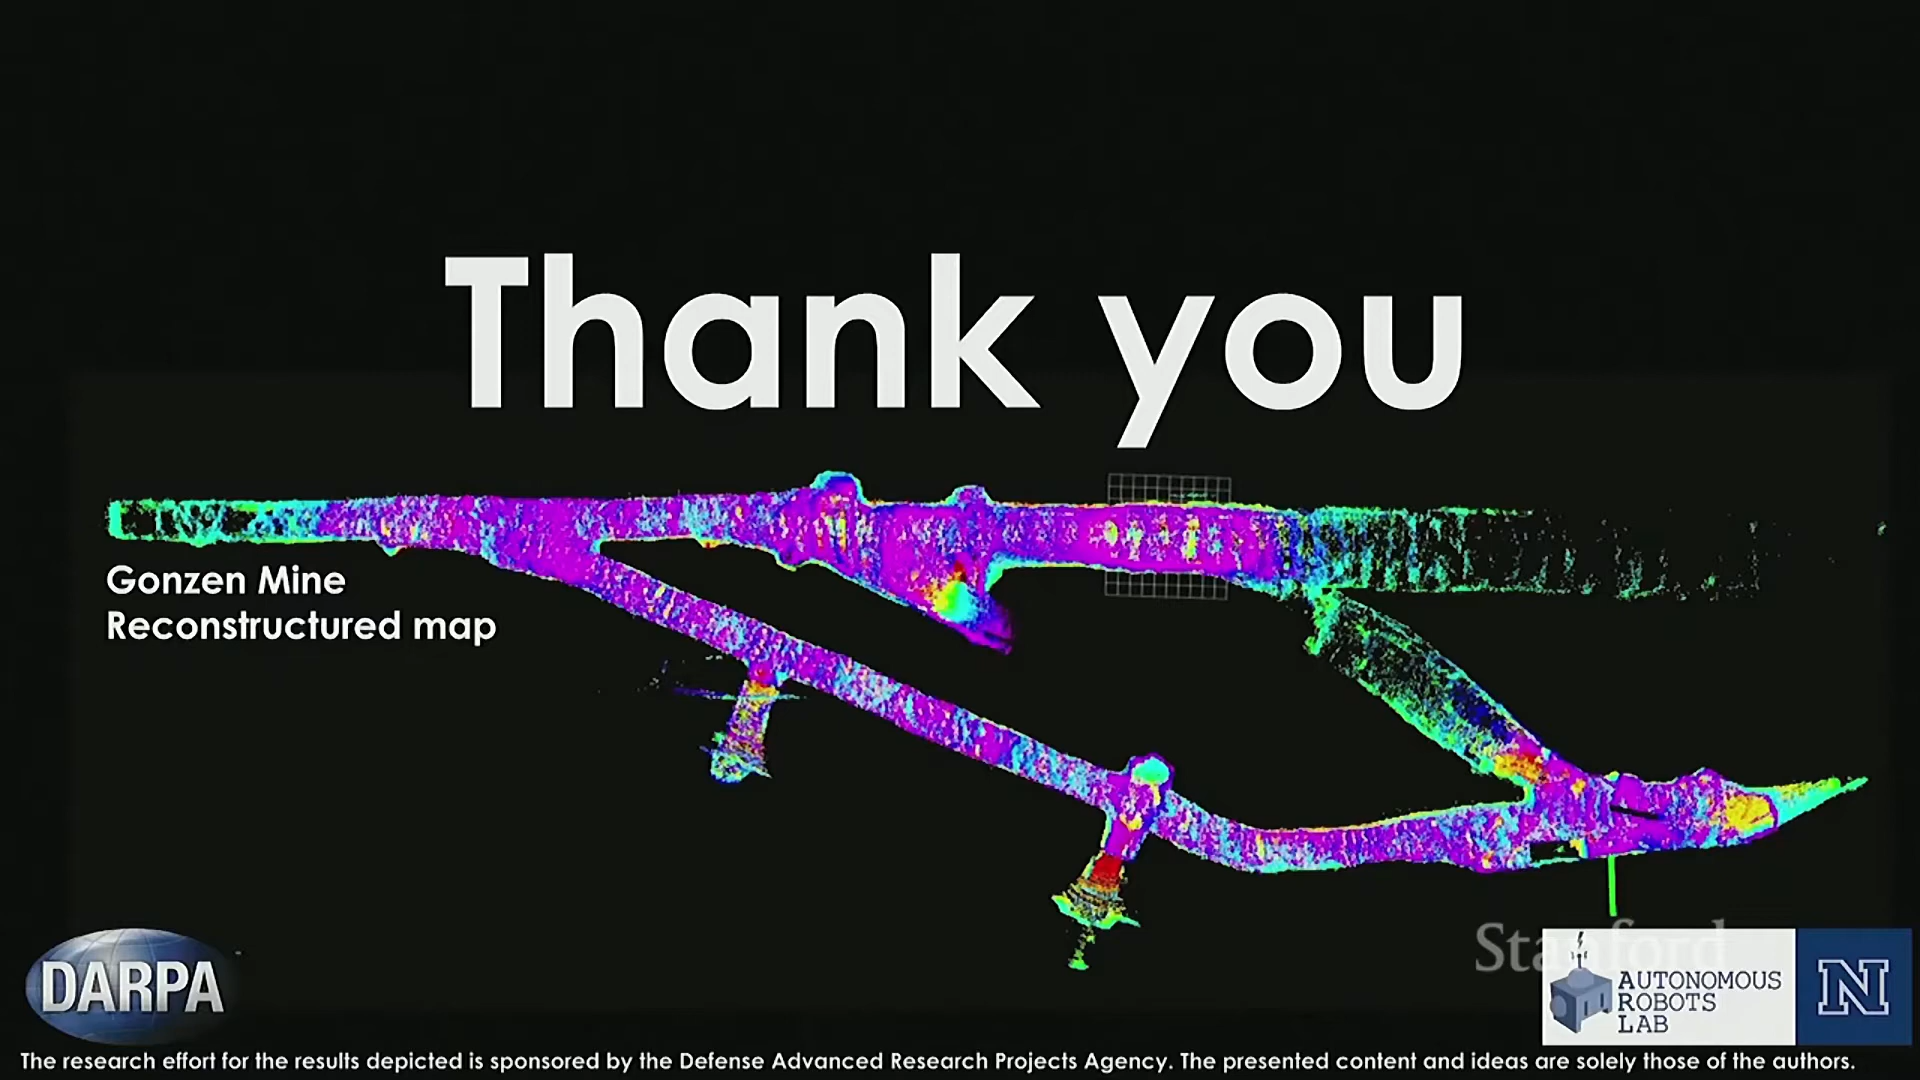 Thank you
Gonzen Mine
Reconstructured map
DARPA
Stanford
AUTONOMOUS
ROBOTS
LAB
N
The research effort for the results depicted is sponsored by the Defense Advanced Research Projects Agency. The presented content and ideas are solely those of the authors.